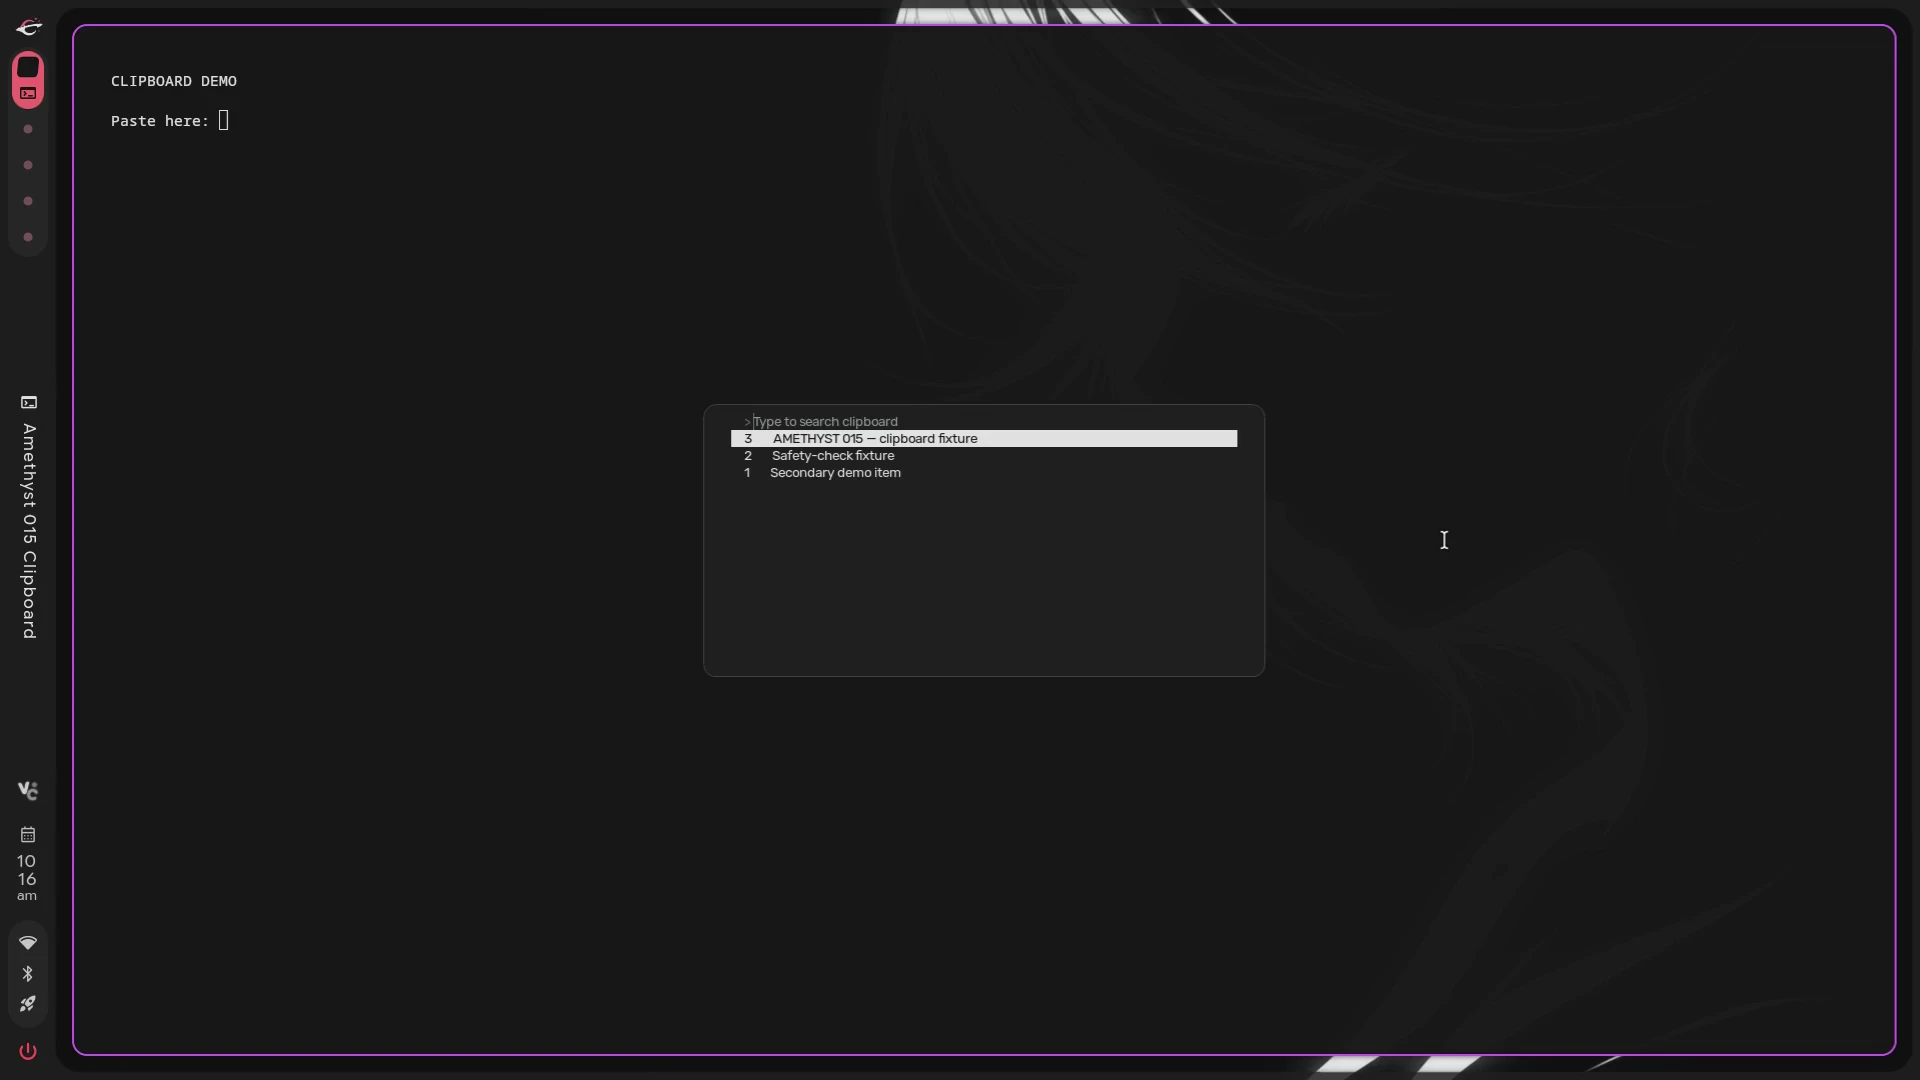 CLIPBOARD DEMO
Paste here:
>Type to search clipboard
3 AMETHYST 015 — clipboard fixture
2 Safety-check fixture
1 Secondary demo item
Amethyst 015 Clipboard
10
16
am